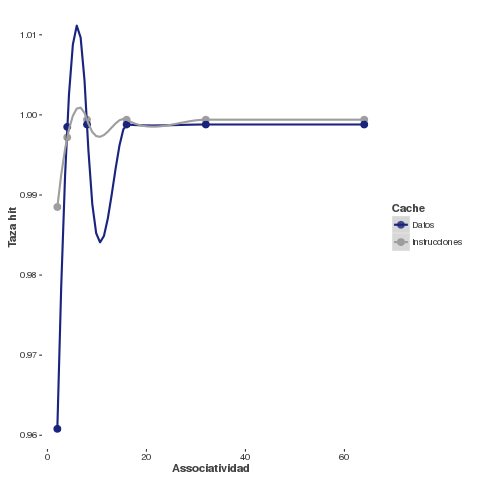 1.01
1.00
0.99
0.98
0.97
0.96
Taza hit
0
20
40
60
Associatividad
Cache
Datos
Instrucciones